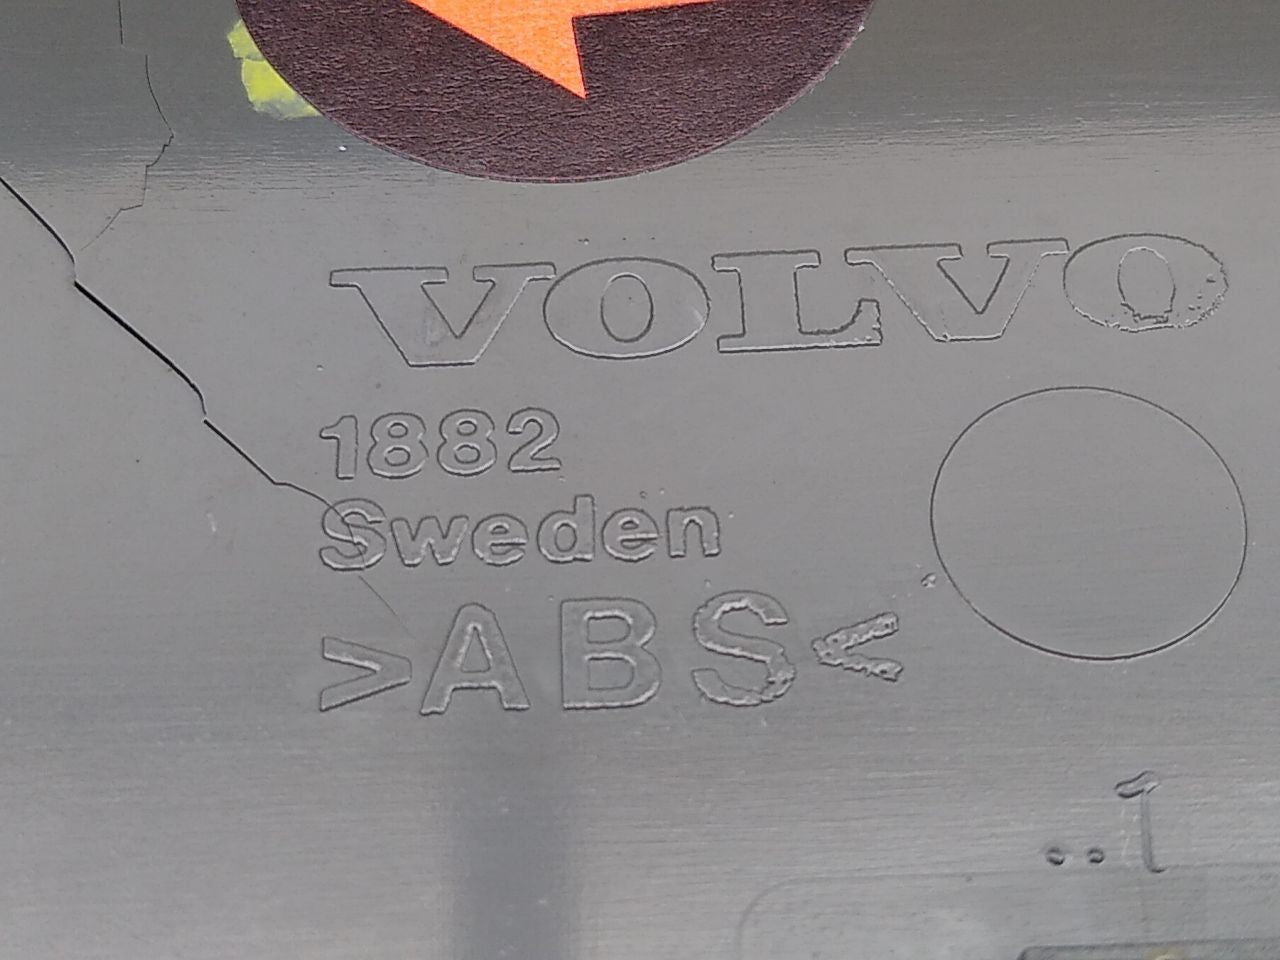 VOLVO
1882
Sweden
>ABS<
..1